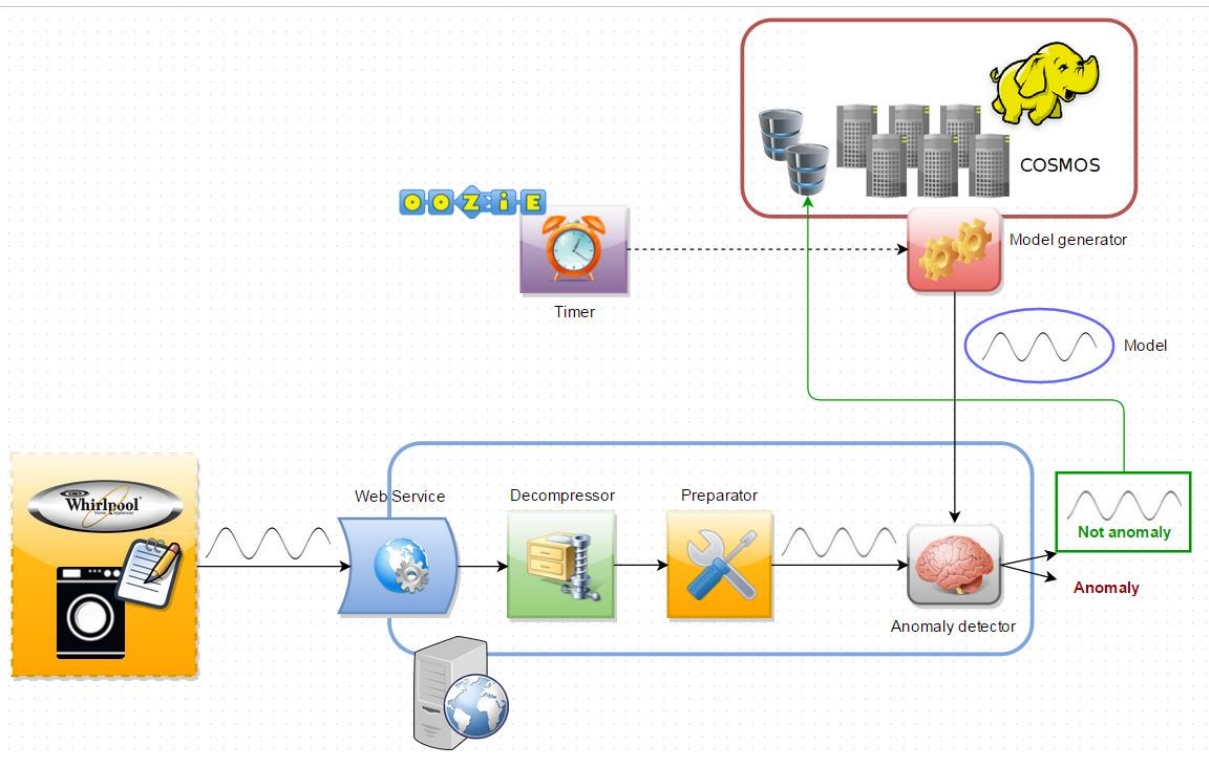 COSMOS
OOZiE
Model generator
Timer
Model
Web Service
Decompressor
Preparator
Whirlpool
Not anomaly
Anomaly
Anomaly detector